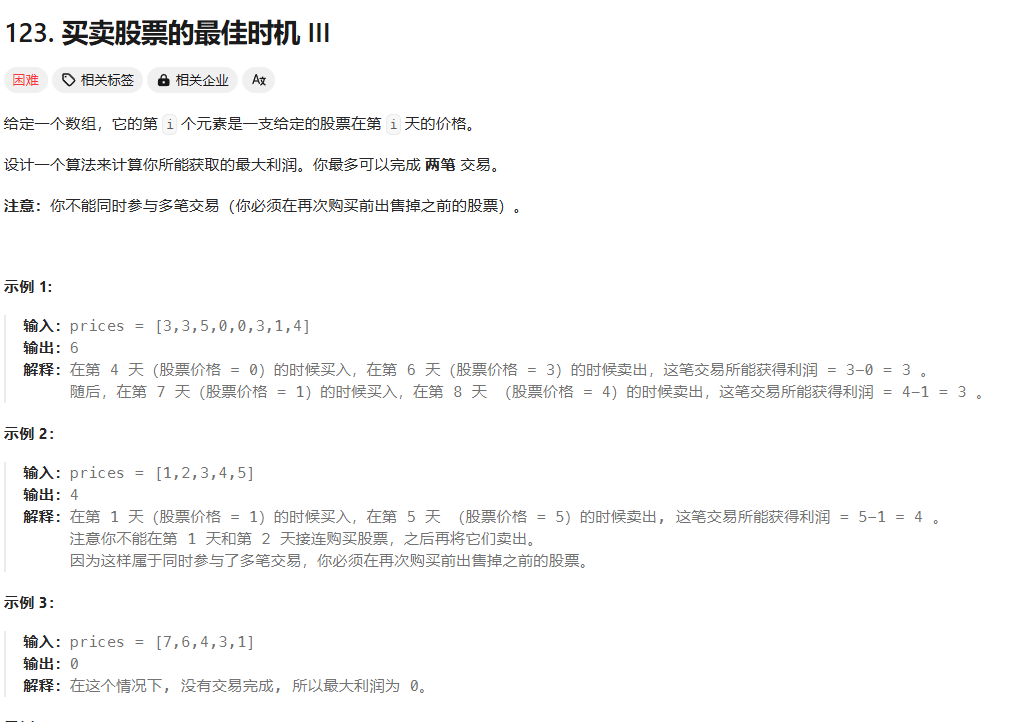 123. 买卖股票的最佳时机 III
困难 相关标签 相关企业 Aあ
给定一个数组，它的第 i 个元素是一支给定的股票在第 i 天的价格。
设计一个算法来计算你所能获取的最大利润。你最多可以完成 两笔 交易。
注意：你不能同时参与多笔交易（你必须在再次购买前出售掉之前的股票）。
示例 1:
输入：prices = [3,3,5,0,0,3,1,4]
输出：6
解释：在第 4 天（股票价格 = 0）的时候买入，在第 6 天（股票价格 = 3）的时候卖出，这笔交易所能获得利润 = 3-0 = 3 。
随后，在第 7 天（股票价格 = 1）的时候买入，在第 8 天 （股票价格 = 4）的时候卖出，这笔交易所能获得利润 = 4-1 = 3 。
示例 2：
输入：prices = [1,2,3,4,5]
输出：4
解释：在第 1 天（股票价格 = 1）的时候买入，在第 5 天 （股票价格 = 5）的时候卖出, 这笔交易所能获得利润 = 5-1 = 4 。
注意你不能在第 1 天和第 2 天接连购买股票，之后再将它们卖出。
因为这样属于同时参与了多笔交易，你必须在再次购买前出售掉之前的股票。
示例 3：
输入：prices = [7,6,4,3,1]
输出：0
解释：在这个情况下, 没有交易完成, 所以最大利润为 0。